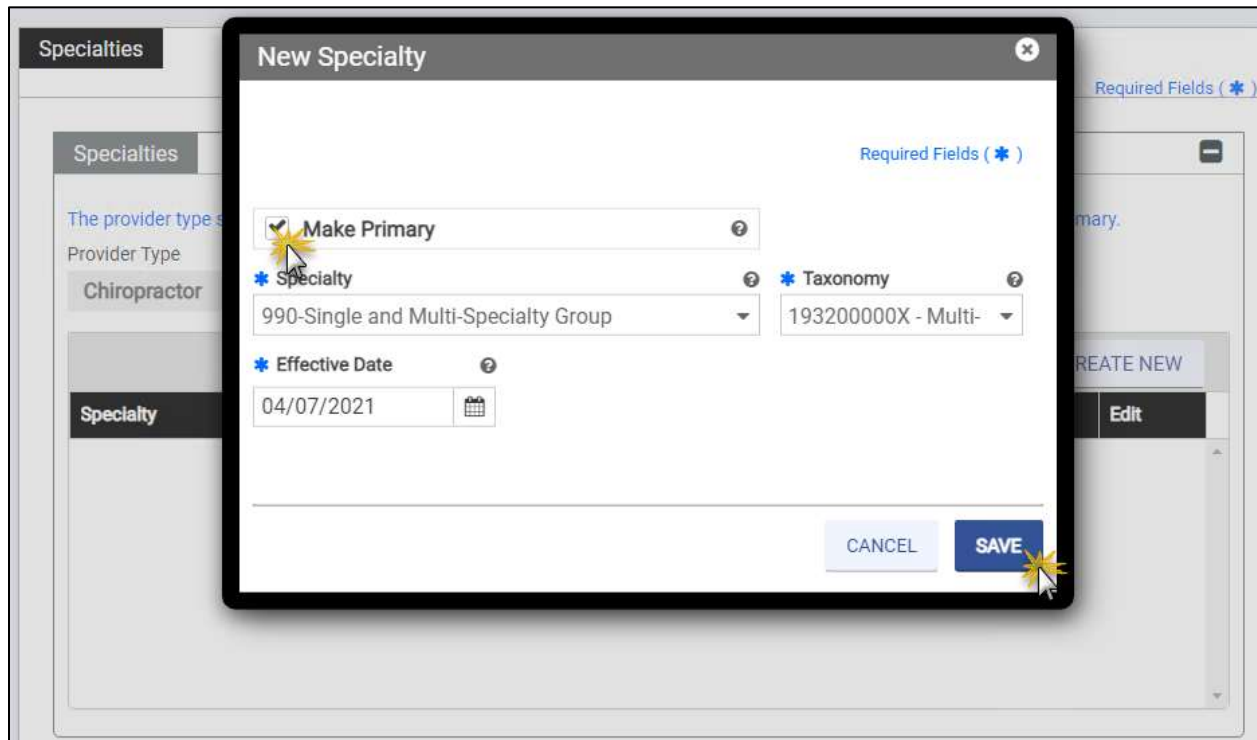 Specialties
New Specialty
Required Fields ( * )
Specialties
Required Fields ( * )
The provider type s
mary.
Make Primary
Provider Type
* Specialty
* Taxonomy
Chiropractor
990-Single and Multi-Specialty Group
193200000X - Multi-
* Effective Date
REATE NEW
04/07/2021
Specialty
Edit
CANCEL
SAVE